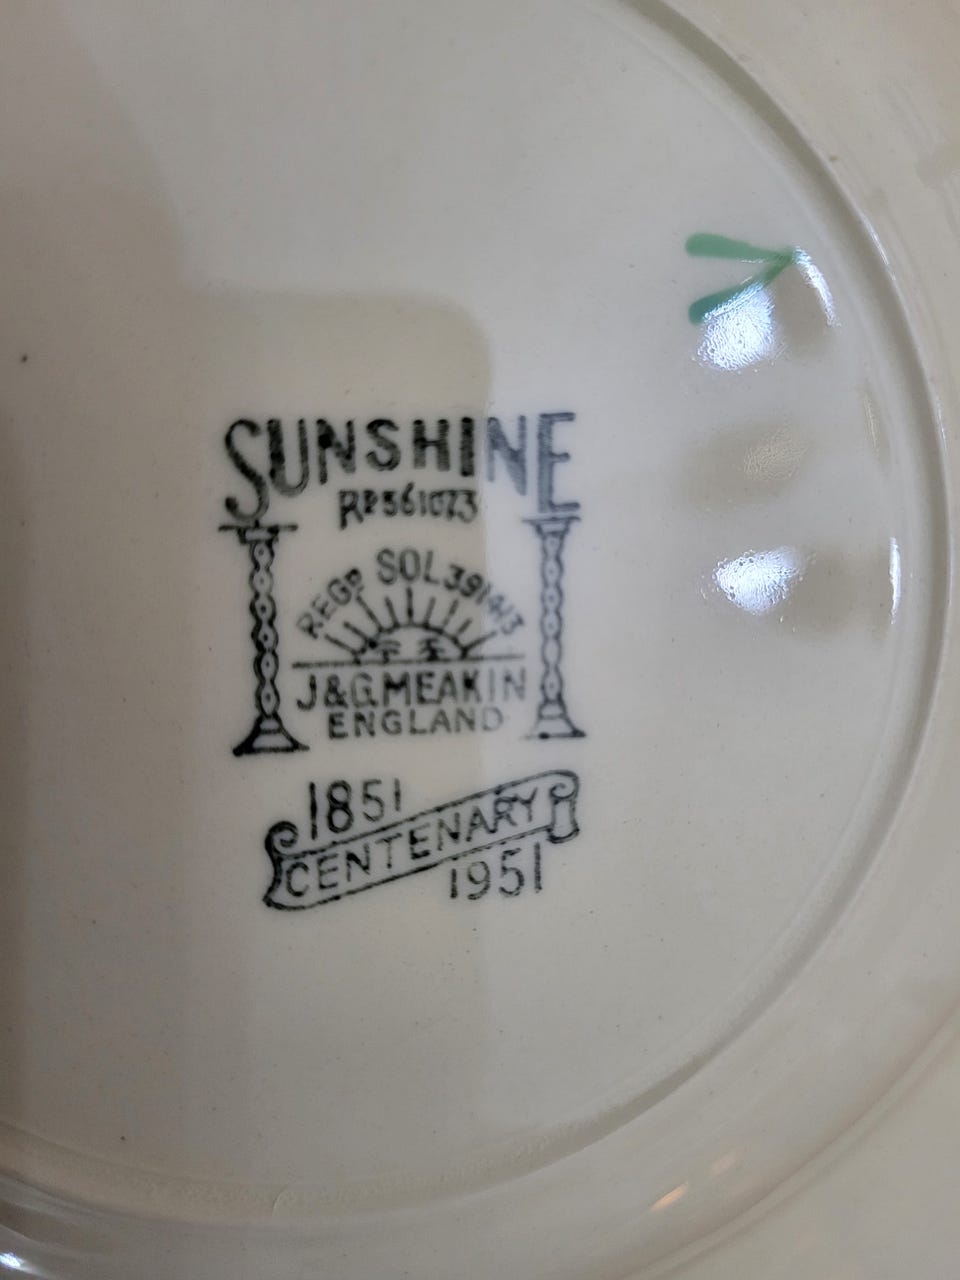 SUNSHINE
RD 561073
REGD SOL 391413
J&G.MEAKIN
ENGLAND
1851
CENTENARY
1951